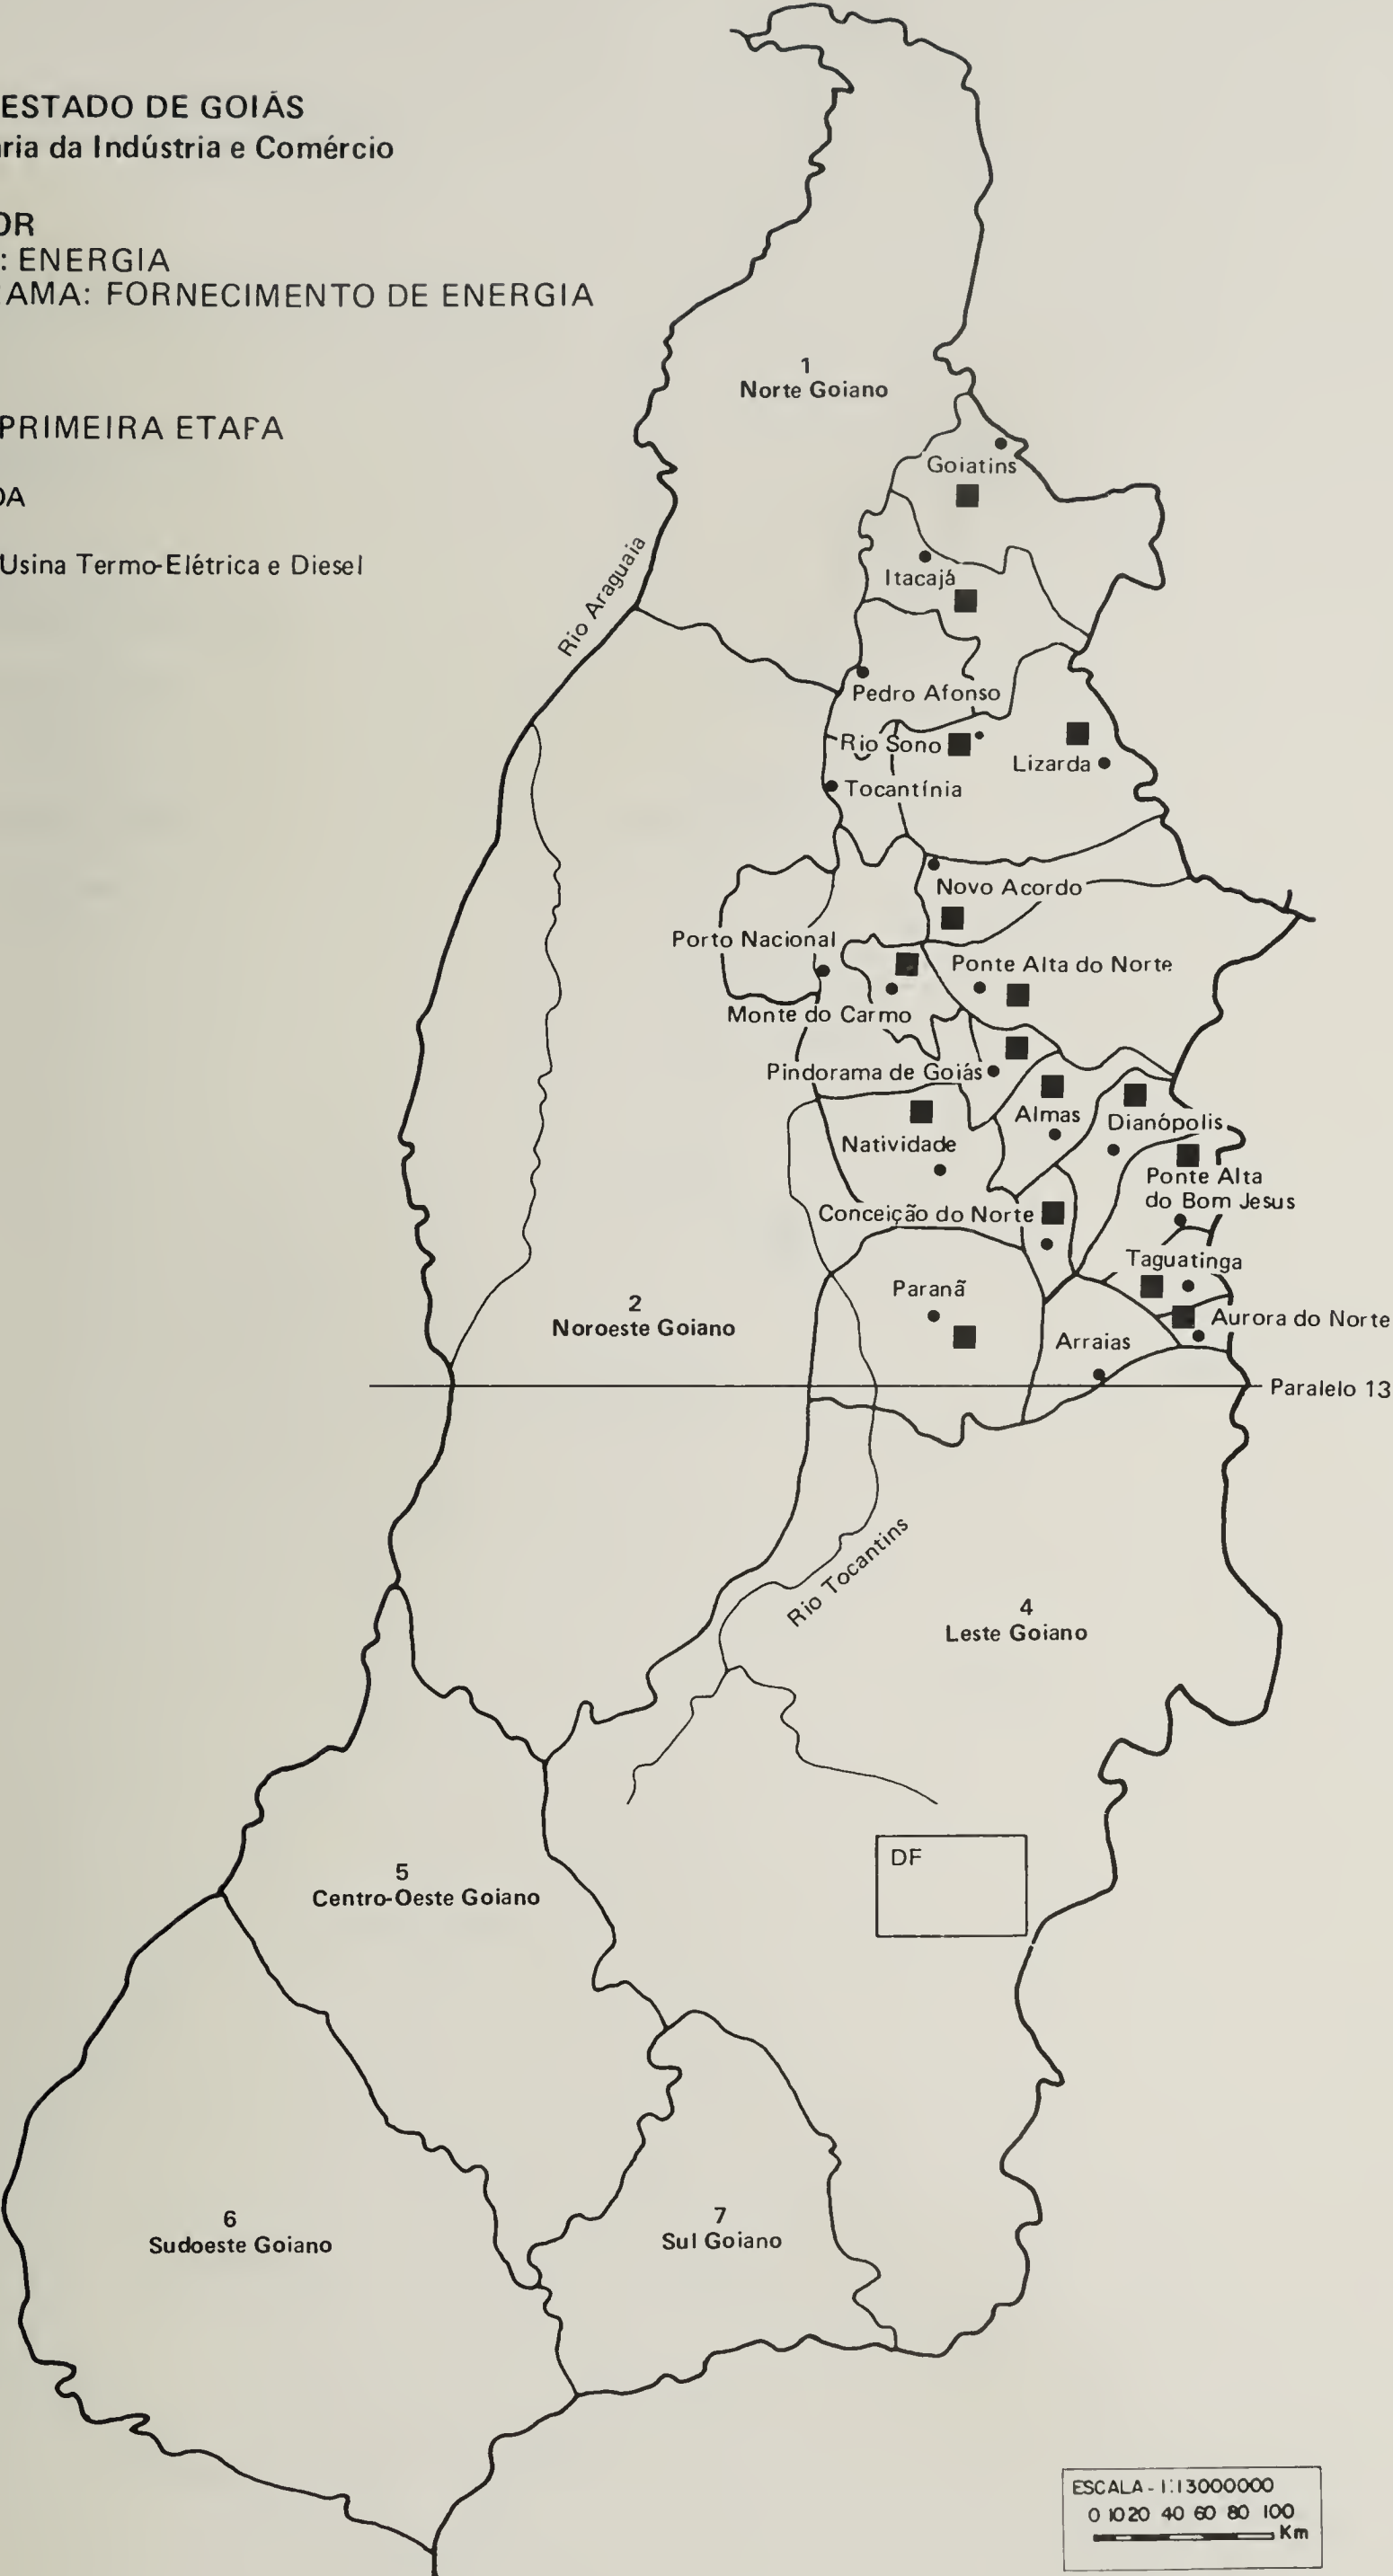 ESTADO DE GOIÁS
ria da Indústria e Comércio
OR
: ENERGIA
AMA: FORNECIMENTO DE ENERGIA
PRIMEIRA ETAPA
DA
Usina Termo-Elétrica e Diesel
1
Norte Goiano
Goiatins
Rio Araguaia
Itacajá
Pedro Afonso
Rio Sono
Lizarda
Tocantínia
Novo Acordo
Porto Nacional
Ponte Alta do Norte
Monte do Carmo
Pindorama de Goiás
Almas
Dianópolis
Natividade
Ponte Alta
do Bom Jesus
Conceição do Norte
Taguatinga
Paranã
2
Noroeste Goiano
Aurora do Norte
Arraias
Paralelo 13
Rio Tocantins
4
Leste Goiano
DF
5
Centro-Oeste Goiano
6
Sudoeste Goiano
7
Sul Goiano
ESCALA - 1:13000000
0 10 20 40 60 80 100
Km